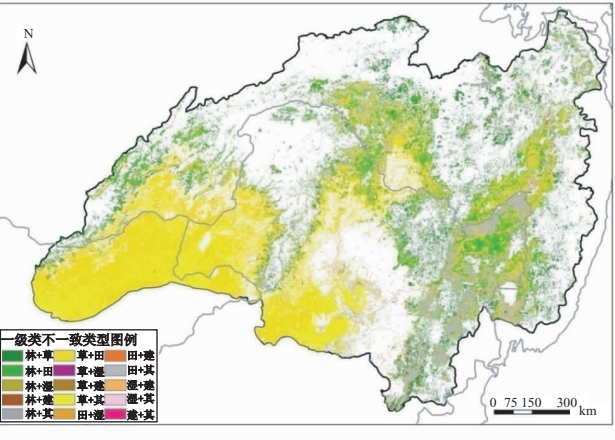 N
一级类不一致类型图例
林+草 草+田 田+建
林+田 草+湿 田+其
林+湿 草+建 湿+建
林+建 草+其 湿+其
林+其 田+湿 建+其
0 75 150 300 km